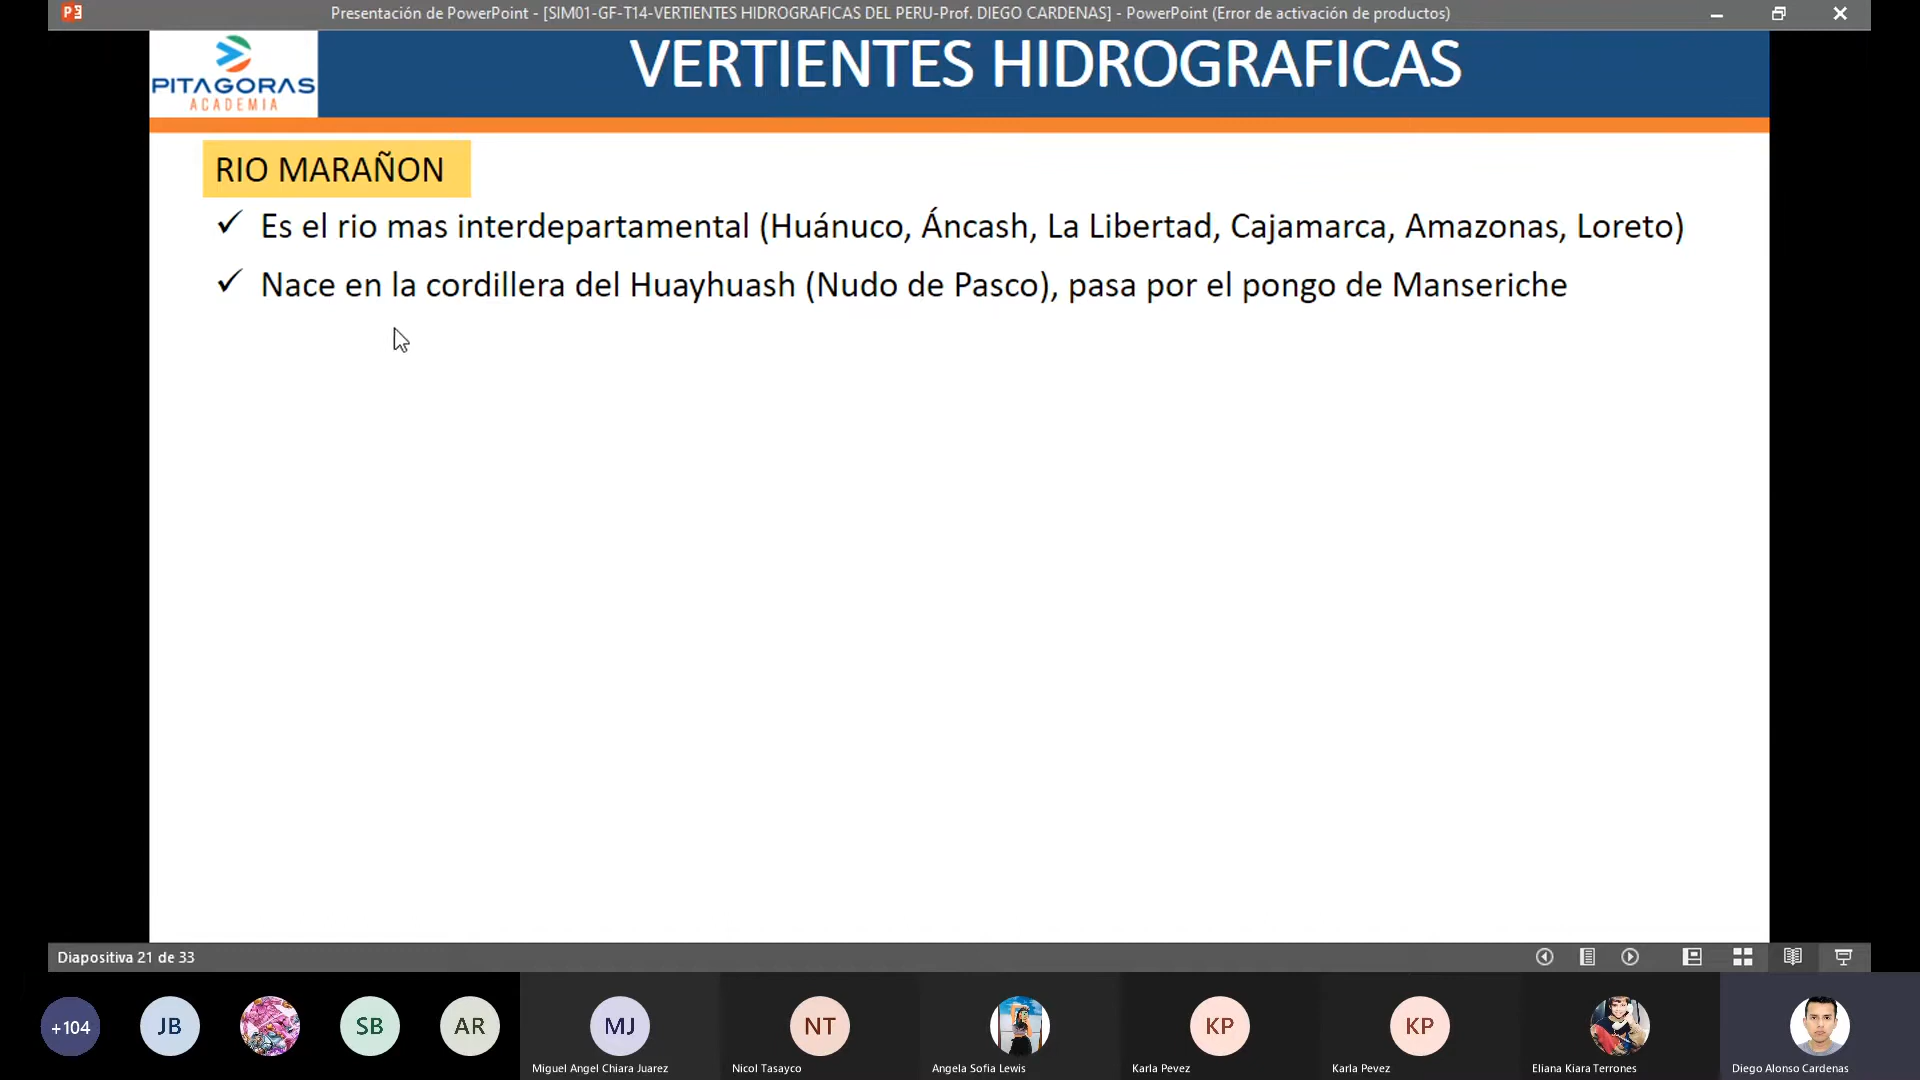 Presentación de PowerPoint - [SIM01-GF-T14-VERTIENTES HIDROGRAFICAS DEL PERU-Prof. DIEGO CARDENAS] - PowerPoint (Error de activación de productos)
PITAGORAS
ACADEMIA
VERTIENTES HIDROGRAFICAS
RIO MARAÑON
✓ Es el rio mas interdepartamental (Huánuco, Áncash, La Libertad, Cajamarca, Amazonas, Loreto)
✓ Nace en la cordillera del Huayhuash (Nudo de Pasco), pasa por el pongo de Manseriche
Diapositiva 21 de 33
+104 JB SB AR MJ NT KP KP
Miguel Angel Chiara Juarez Nicol Tasayco Angela Sofia Lewis Karla Pevez Karla Pevez Eliana Kiara Terrones Diego Alonso Cardenas